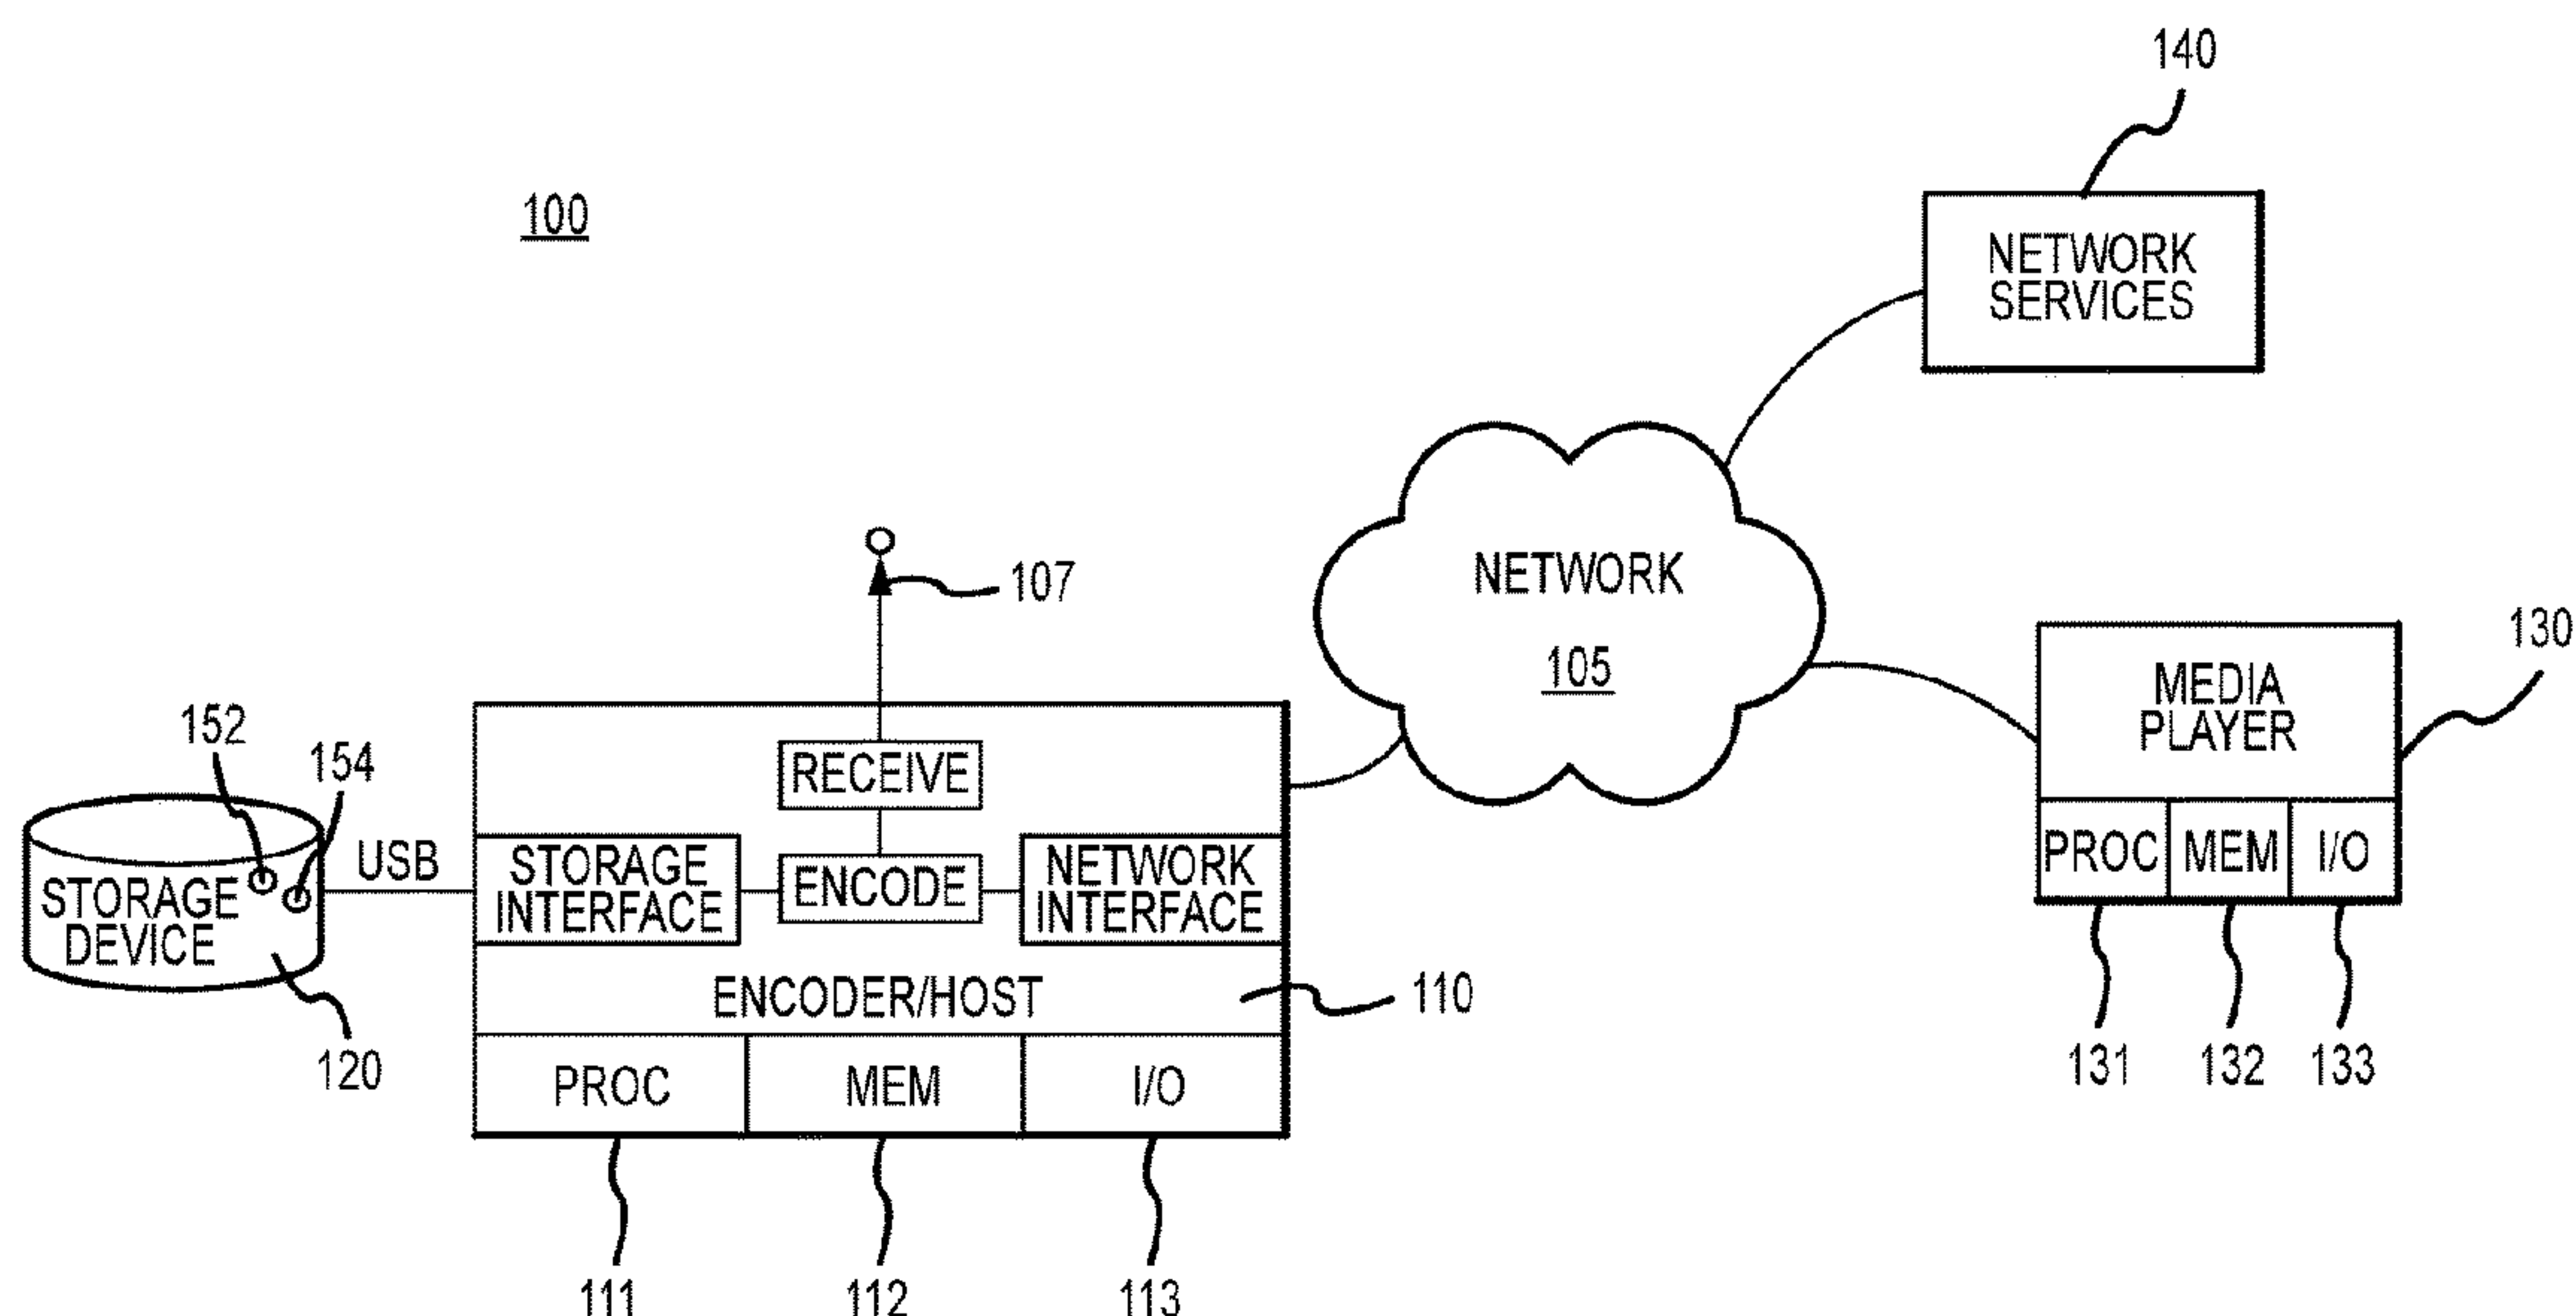 140
100
NETWORK
SERVICES
107
NETWORK
105
130
MEDIA
PLAYER
PROC
MEM
I/O
131
132
133
152
154
USB
STORAGE
DEVICE
120
RECEIVE
STORAGE
INTERFACE
ENCODE
NETWORK
INTERFACE
ENCODER/HOST
110
PROC
MEM
I/O
111
112
113